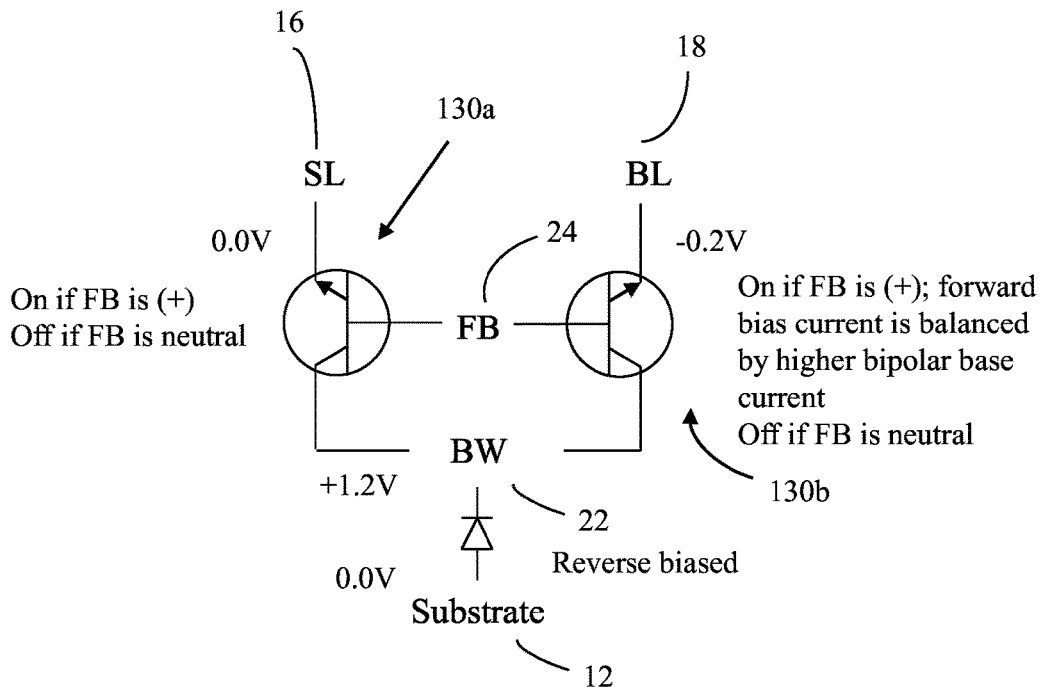 16
18
130a
SL
BL
0.0V
24
-0.2V
On if FB is (+)
Off if FB is neutral
FB
On if FB is (+); forward
bias current is balanced
by higher bipolar base
current
Off if FB is neutral
BW
+1.2V
130b
22
Reverse biased
0.0V
Substrate
12